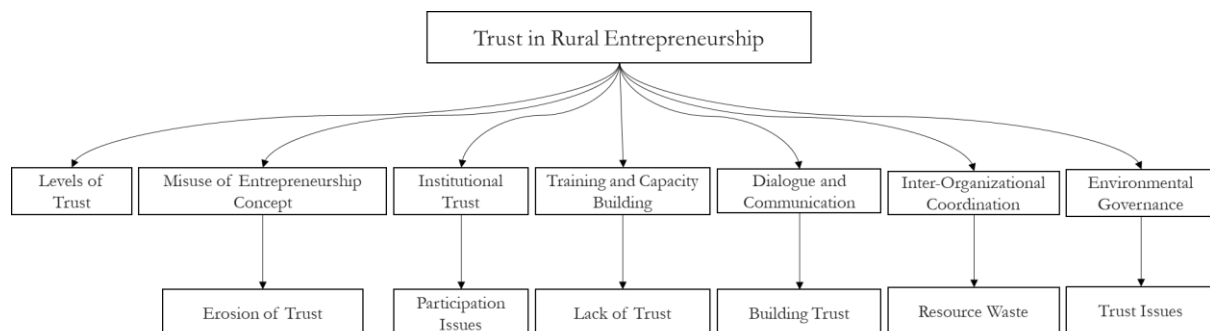 Trust in Rural Entrepreneurship
Levels of
Trust
Misuse of Entrepreneurship
Concept
Institutional
Trust
Training and Capacity
Building
Dialogue and
Communication
Inter-Organizational
Coordination
Environmental
Governance
Erosion of Trust
Participation
Issues
Lack of Trust
Building Trust
Resource Waste
Trust Issues